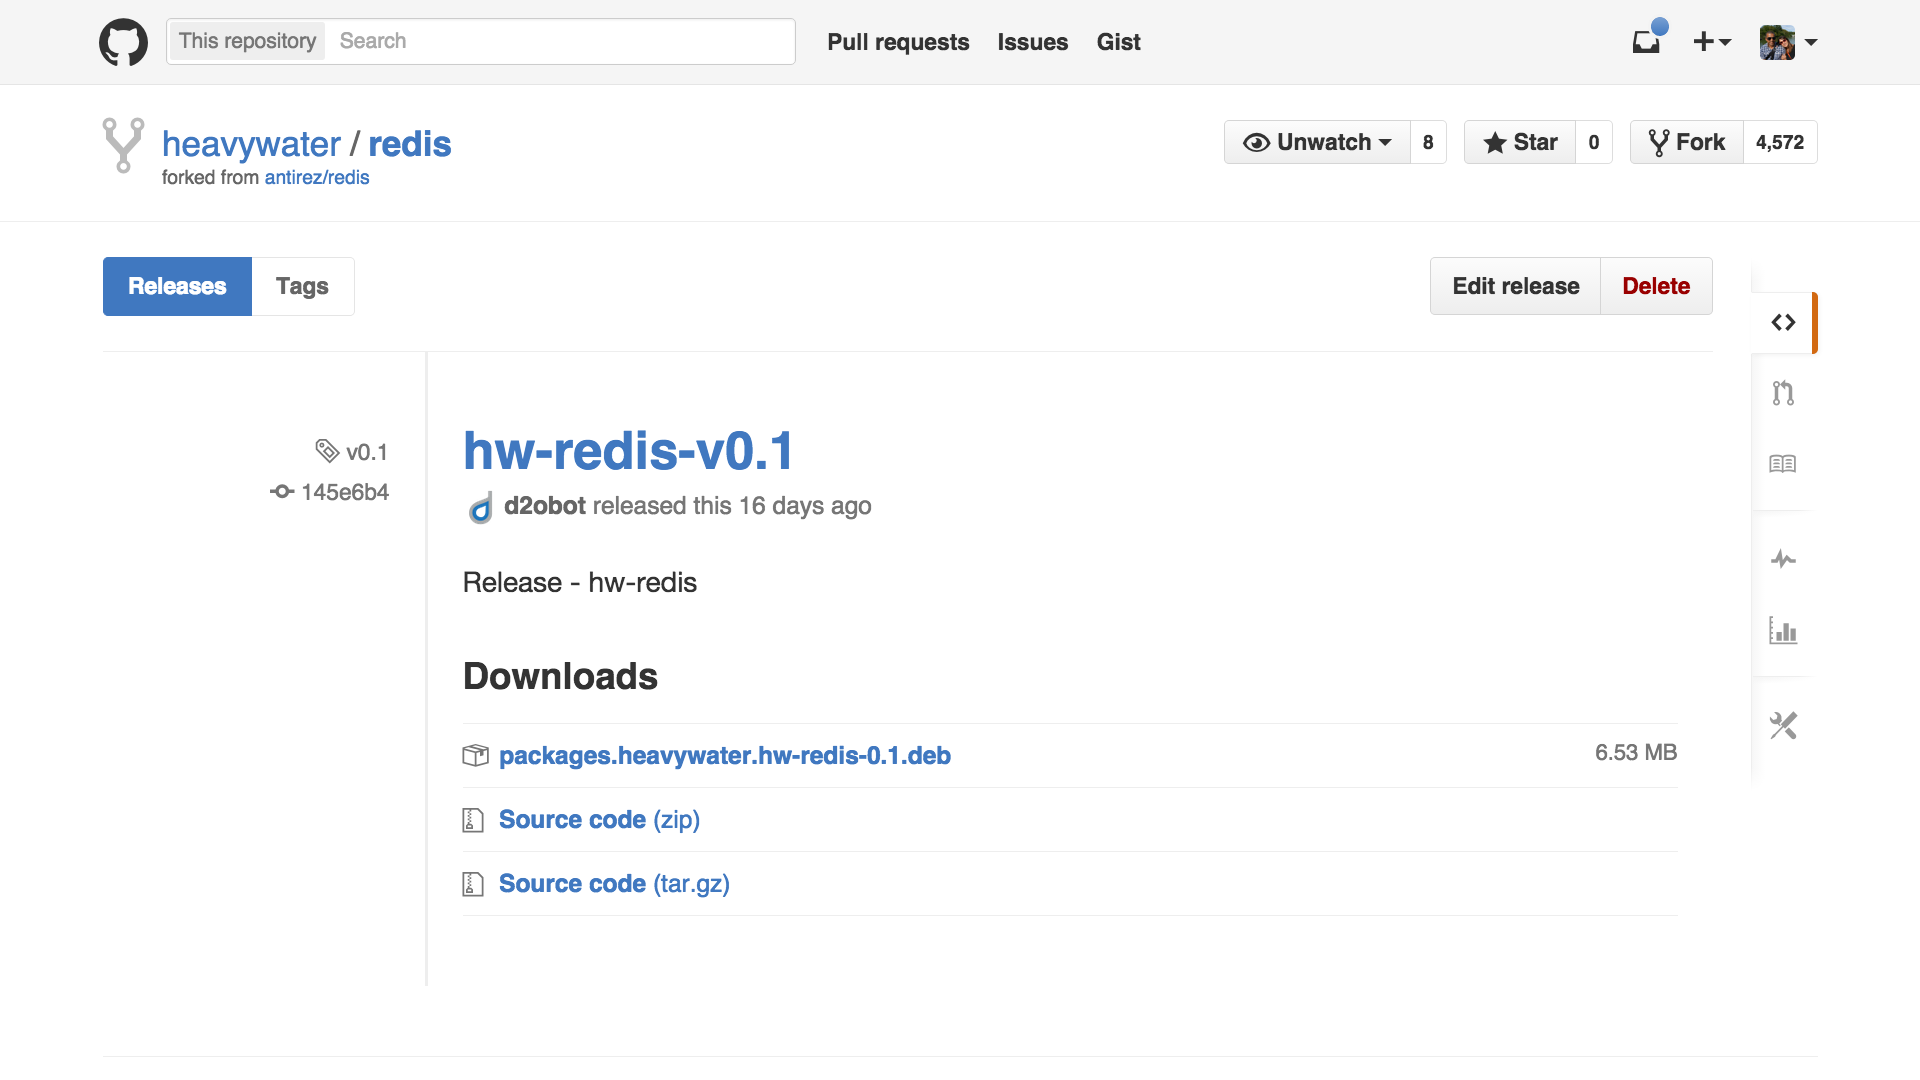 This repository Search Pull requests Issues Gist
heavywater / redis
forked from antirez/redis
Unwatch 8 Star 0 Fork 4,572
Releases Tags Edit release Delete
v0.1
145e6b4
hw-redis-v0.1
d2obot released this 16 days ago
Release - hw-redis
Downloads
packages.heavywater.hw-redis-0.1.deb 6.53 MB
Source code (zip)
Source code (tar.gz)